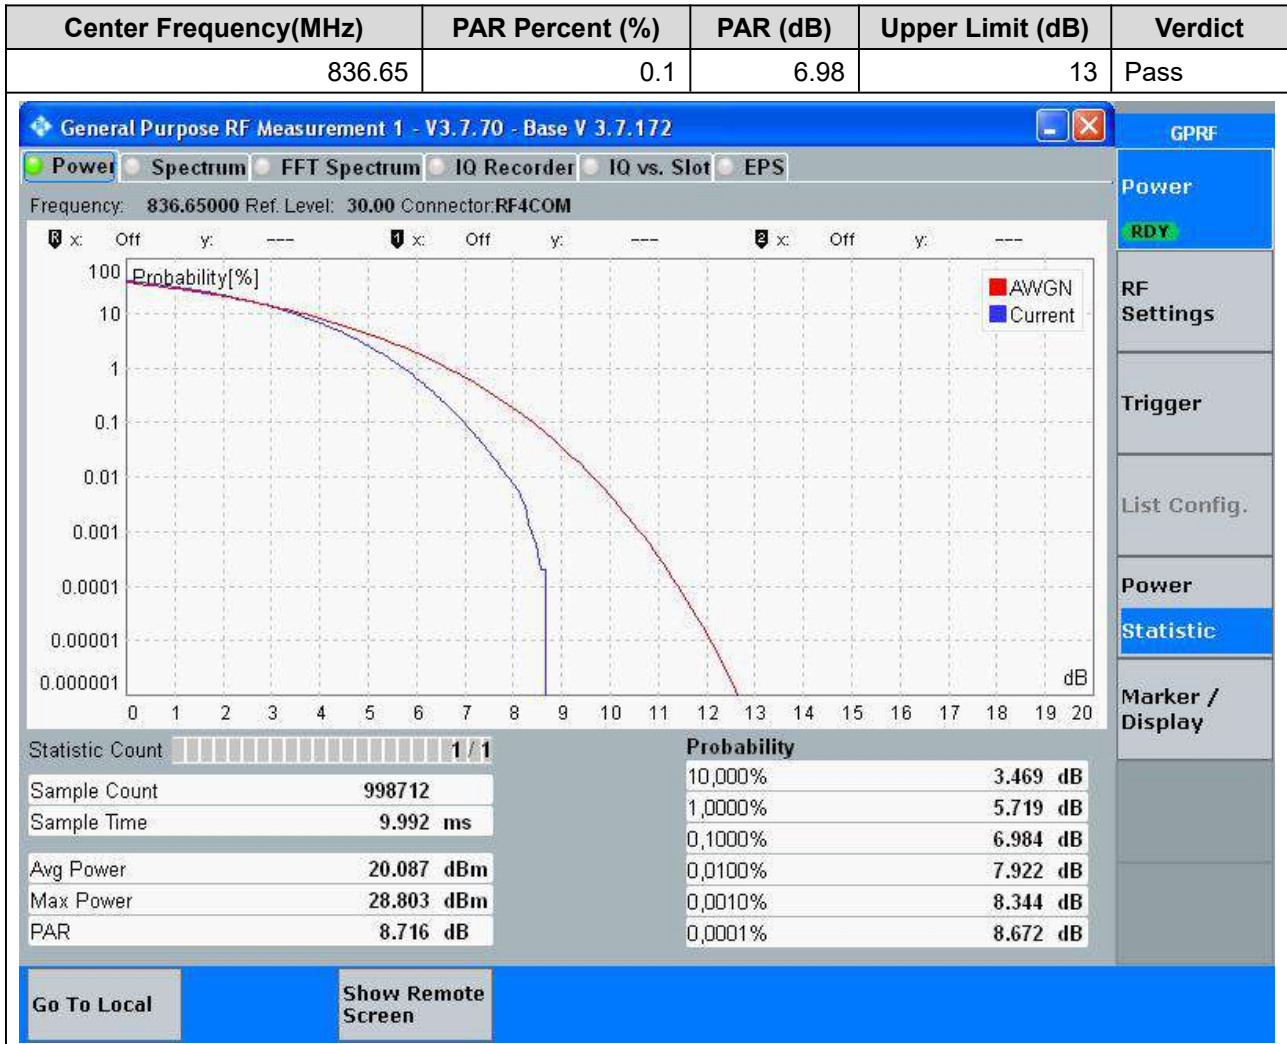 Center Frequency(MHz) PAR Percent (%) PAR (dB) Upper Limit (dB) Verdict
836.65 0.1 6.98 13 Pass
General Purpose RF Measurement 1 - V3.7.70 - Base V 3.7.172
GPRF
Power Spectrum FFT Spectrum IQ Recorder IQ vs. Slot EPS
Power
RDY
Frequency: 836.65000 Ref. Level: 30.00 Connector:RF4COM
R x: Off y: --- 1 x: Off y: --- 2 x: Off y: ---
Probability[%]
AWGN
Current
100
10
1
0.1
0.01
0.001
0.0001
0.00001
0.000001
dB
0 1 2 3 4 5 6 7 8 9 10 11 12 13 14 15 16 17 18 19 20
RF
Settings
Trigger
List Config.
Power
Statistic
Marker /
Display
Statistic Count 1 / 1
Sample Count 998712
Sample Time 9.992 ms
Avg Power 20.087 dBm
Max Power 28.803 dBm
PAR 8.716 dB
Probability
10,000% 3.469 dB
1,0000% 5.719 dB
0,1000% 6.984 dB
0,0100% 7.922 dB
0,0010% 8.344 dB
0,0001% 8.672 dB
Go To Local
Show Remote
Screen